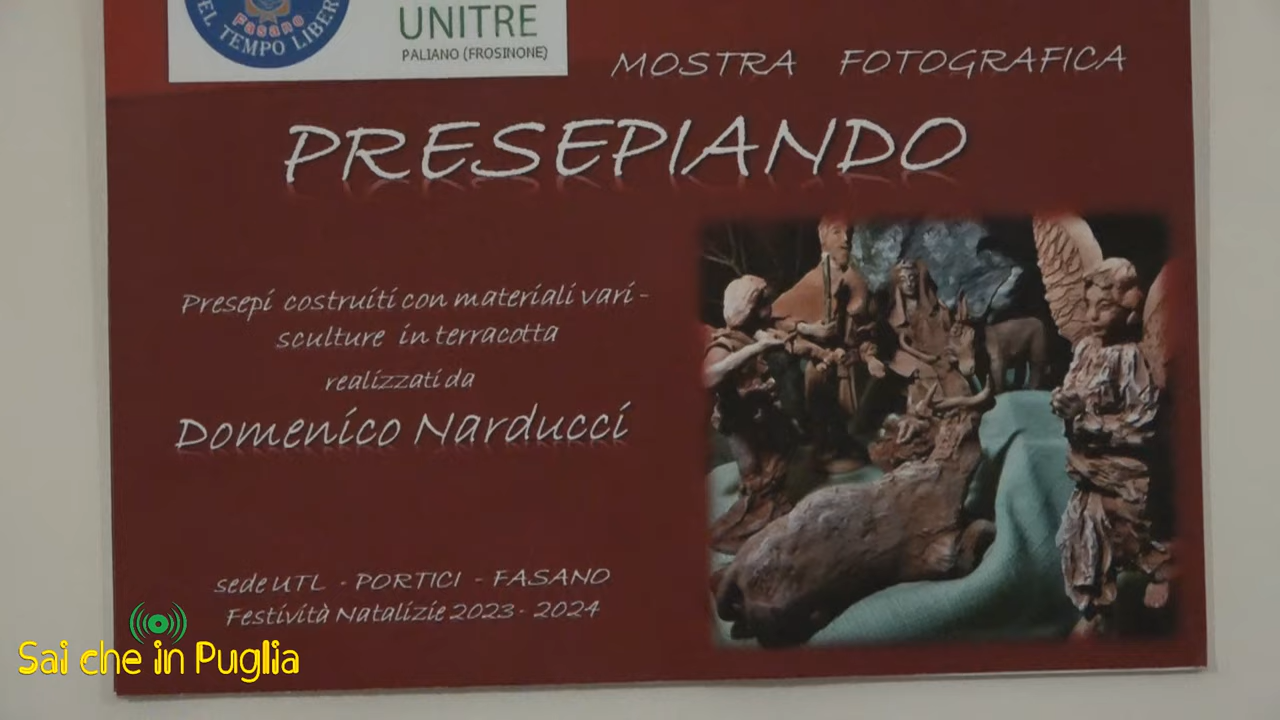 Fasano
EL TEMPO LIBER
UNITRE
PALIANO (FROSINONE)
MOSTRA FOTOGRAFICA
PRESEPIANDO
Presepi costruiti con materiali vari -
sculture in terracotta
realizzati da
Domenico Narducci
sede UTL - PORTICI - FASANO
Festività Natalizie 2023 - 2024
Sai che in Puglia